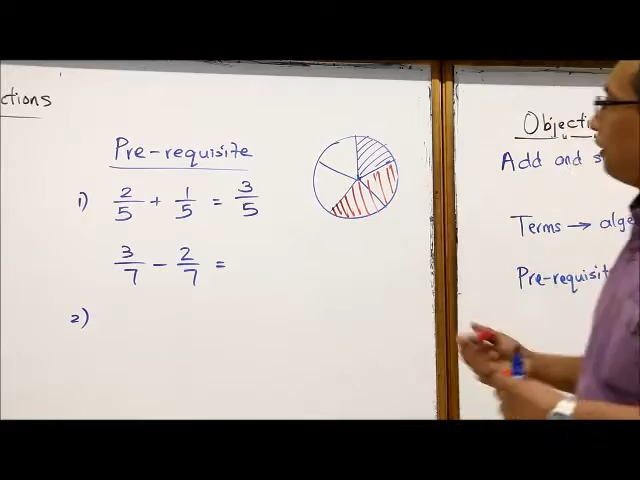 ctions
Pre-requisite
1) 2/5 + 1/5 = 3/5
3/7 - 2/7 =
2)
Objecti
Add and s
Terms → alge
Pre-requisit